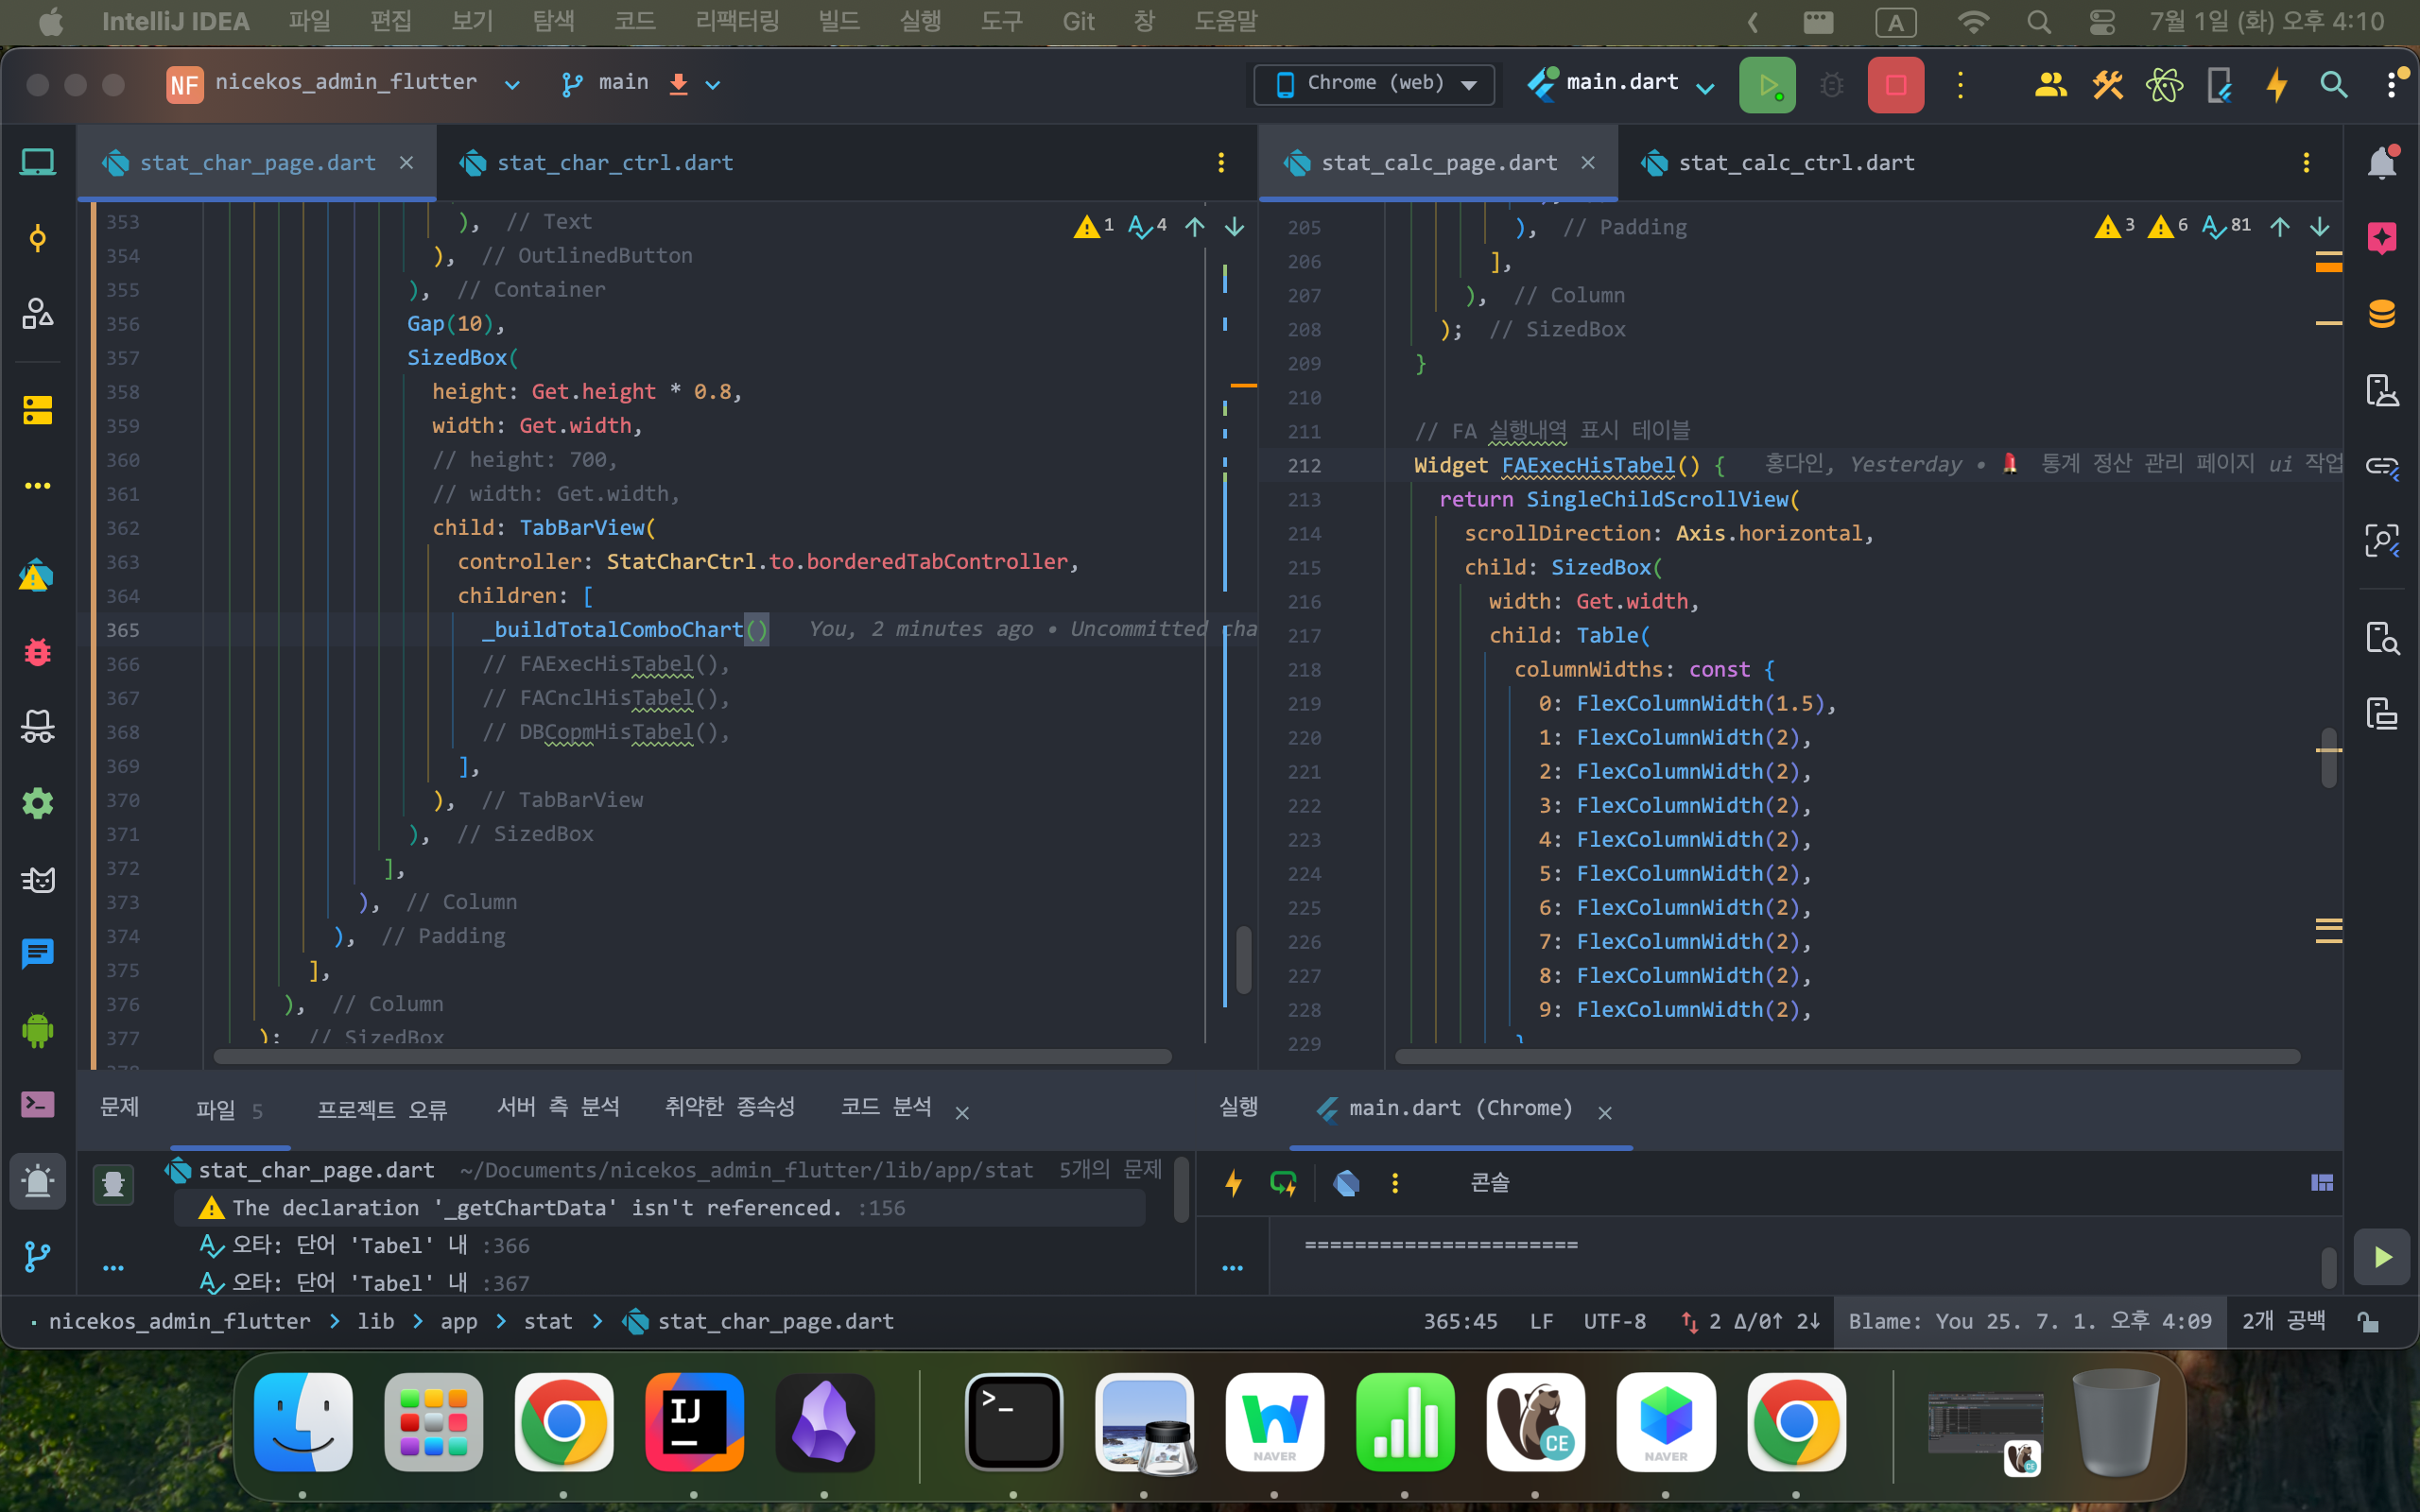 IntelliJ IDEA 파일 편집 보기 탐색 코드 리팩터링 빌드 실행 도구 Git 창 도움말 A 7월 1일 (화) 오후 4:10
NF nicekos_admin_flutter main Chrome (web) main.dart
stat_char_page.dart stat_char_ctrl.dart
353 ), // Text
1 4
354 ), // OutlinedButton
355 ), // Container
356 Gap(10),
357 SizedBox(
358 height: Get.height * 0.8,
359 width: Get.width,
360 // height: 700,
361 // width: Get.width,
362 child: TabBarView(
363 controller: StatCharCtrl.to.borderedTabController,
364 children: [
365 _buildTotalComboChart() You, 2 minutes ago • Uncommitted cha
366 // FAExecHisTabel(),
367 // FACnclHisTabel(),
368 // DBCopmHisTabel(),
369 ],
370 ), // TabBarView
371 ), // SizedBox
372 ],
373 ), // Column
374 ), // Padding
375 ],
376 ), // Column
377 ); // SizedBox
stat_calc_page.dart stat_calc_ctrl.dart
205 ), // Padding
3 6 81
206 ],
207 ), // Column
208 ); // SizedBox
209 }
210
211 // FA 실행내역 표시 테이블
212 Widget FAExecHisTabel() { 홍다인, Yesterday • 💄 통계 정산 관리 페이지 ui 작업
213 return SingleChildScrollView(
214 scrollDirection: Axis.horizontal,
215 child: SizedBox(
216 width: Get.width,
217 child: Table(
218 columnWidths: const {
219 0: FlexColumnWidth(1.5),
220 1: FlexColumnWidth(2),
221 2: FlexColumnWidth(2),
222 3: FlexColumnWidth(2),
223 4: FlexColumnWidth(2),
224 5: FlexColumnWidth(2),
225 6: FlexColumnWidth(2),
226 7: FlexColumnWidth(2),
227 8: FlexColumnWidth(2),
228 9: FlexColumnWidth(2),
229 }
문제 파일 5 프로젝트 오류 서버 측 분석 취약한 종속성 코드 분석
stat_char_page.dart ~/Documents/nicekos_admin_flutter/lib/app/stat 5개의 문제
The declaration '_getChartData' isn't referenced. :156
오타: 단어 'Tabel' 내 :366
오타: 단어 'Tabel' 내 :367
실행 main.dart (Chrome)
콘솔
======================
nicekos_admin_flutter > lib > app > stat > stat_char_page.dart
365:45 LF UTF-8 2 Δ/0↑ 2↓ Blame: You 25. 7. 1. 오후 4:09 2개 공백
IJ
>_
NAVER
CE
NAVER